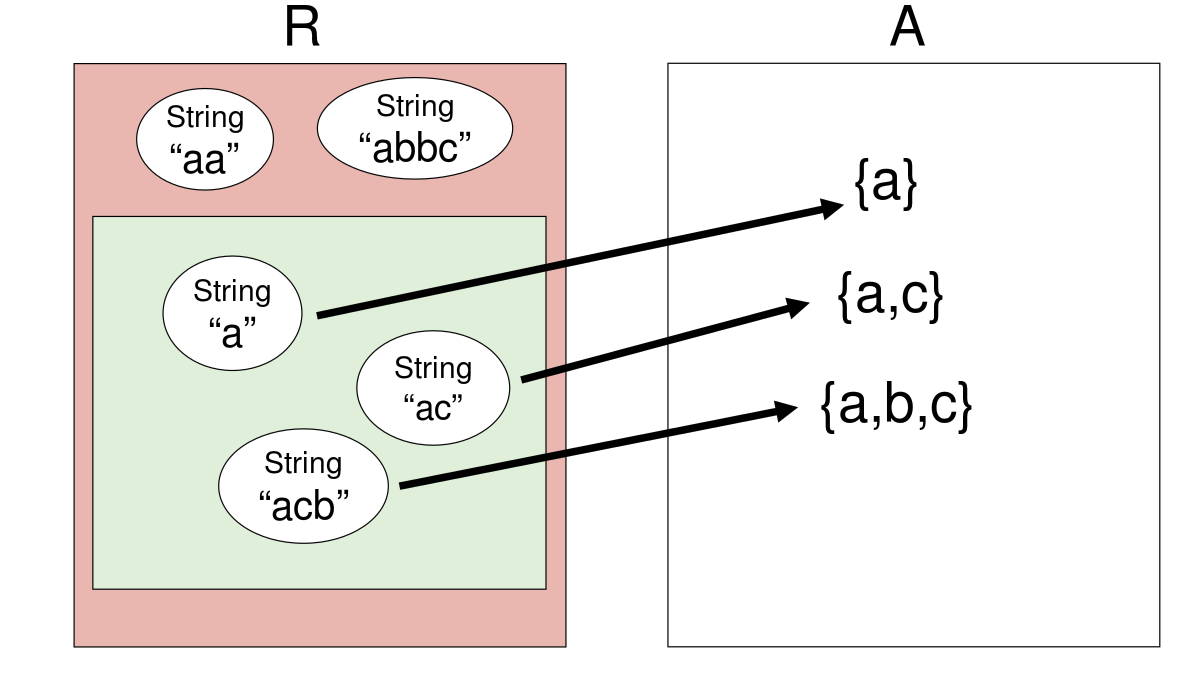 R
A
String
“aa”
String
“abbc”
String
“a”
String
“ac”
String
“acb”
{a}
{a,c}
{a,b,c}